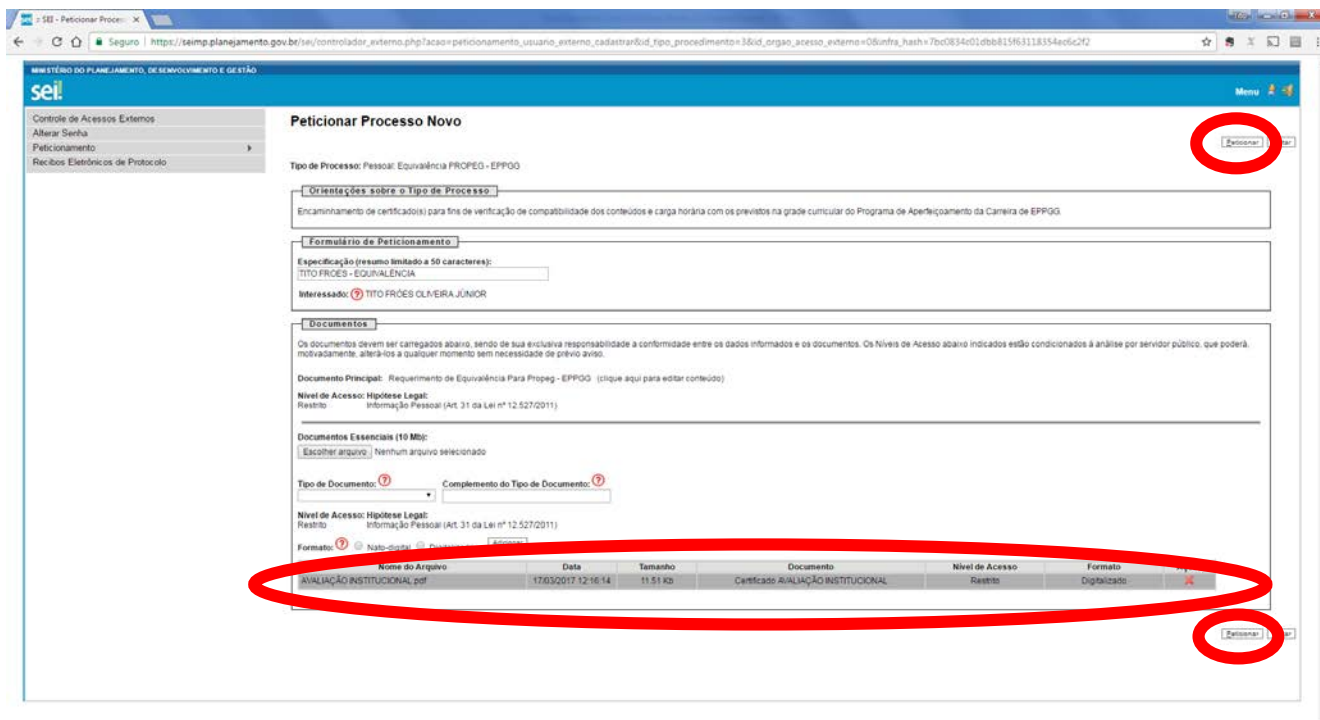 :: SEI - Peticionar Proces
Seguro | https://seimp.planejamento.gov.br/sei/controlador_externo.php?acao=peticionamento_usuario_externo_cadastrar&id_tipo_procedimento=3&id_orgao_acesso_externo=0&infra_hash=
MINISTÉRIO DO PLANEJAMENTO, DESENVOLVIMENTO E GESTÃO
sei!
Menu
Controle de Acessos Externos
Alterar Senha
Peticionamento
Recibos Eletrônicos de Protocolo
Peticionar Processo Novo
Peticionar
Tipo de Processo: Pessoal: Equivalência PROPEG - EPPGG
Orientações sobre o Tipo de Processo
Encaminhamento de certificado(s) para fins de verificação de compatibilidade dos conteúdos e carga horária com os previstos na grade curricular do Programa de Aperfeiçoamento da Carreira de EPPGG.
Formulário de Peticionamento
Especificação (resumo limitado a 50 caracteres):
TITO FROES - EQUIVALÊNCIA
Interessado: ? TITO FRÓES OLIVEIRA JÚNIOR
Documentos
Os documentos devem ser carregados abaixo, sendo de sua exclusiva responsabilidade a conformidade entre os dados informados e os documentos. Os Níveis de Acesso abaixo indicados estão condicionados à análise por servidor público, que poderá,
motivadamente, alterá-los a qualquer momento sem necessidade de prévio aviso.
Documento Principal: Requerimento de Equivalência Para Propeg - EPPGG (clique aqui para editar conteúdo)
Nível de Acesso: Hipótese Legal:
Restrito Informação Pessoal (Art. 31 da Lei nº 12.527/2011)
Documentos Essenciais (10 Mb):
Escolher arquivo Nenhum arquivo selecionado
Tipo de Documento: ? Complemento do Tipo de Documento: ?
Nível de Acesso: Hipótese Legal:
Restrito Informação Pessoal (Art. 31 da Lei nº 12.527/2011)
Formato: ? Nato-digital
Nome do Arquivo Data Tamanho Documento Nível de Acesso Formato
AVALIAÇÃO INSTITUCIONAL.pdf 17/03/2017 12:16:14 11.51 Kb Certificado AVALIAÇÃO INSTITUCIONAL Restrito Digitalizado
Peticionar